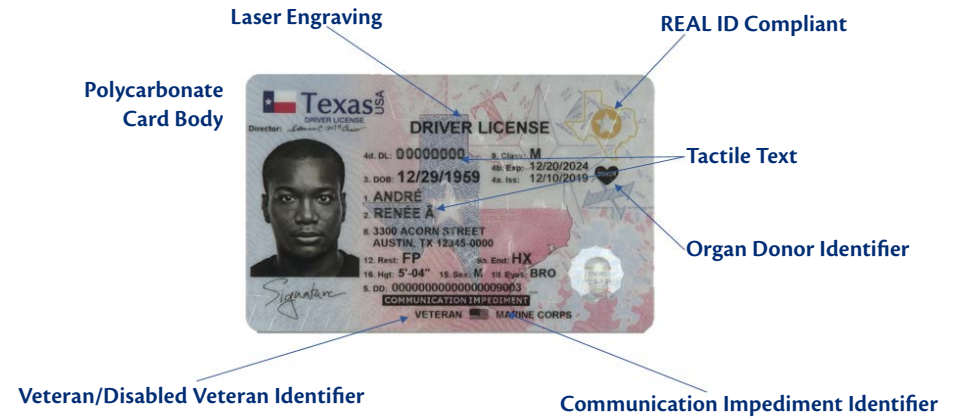 Laser Engraving
REAL ID Compliant
Polycarbonate
Card Body
Texas USA
DRIVER LICENSE
Director:
DRIVER LICENSE
4d. DL: 00000000 9. Class: M
4b. Exp: 12/20/2024
3. DOB: 12/29/1959 4a. Iss: 12/10/2019
DONOR
Tactile Text
1. ANDRÉ
2. RENÉE Ā
8. 3300 ACORN STREET
AUSTIN, TX 12345-0000
Organ Donor Identifier
12. Rest: FP 9a. End: HX
16. Hgt: 5'-04" 15. Sex: M 18. Eyes: BRO
5. DD: 00000000000000009003
Signature
COMMUNICATION IMPEDIMENT
VETERAN MARINE CORPS
Veteran/Disabled Veteran Identifier
Communication Impediment Identifier